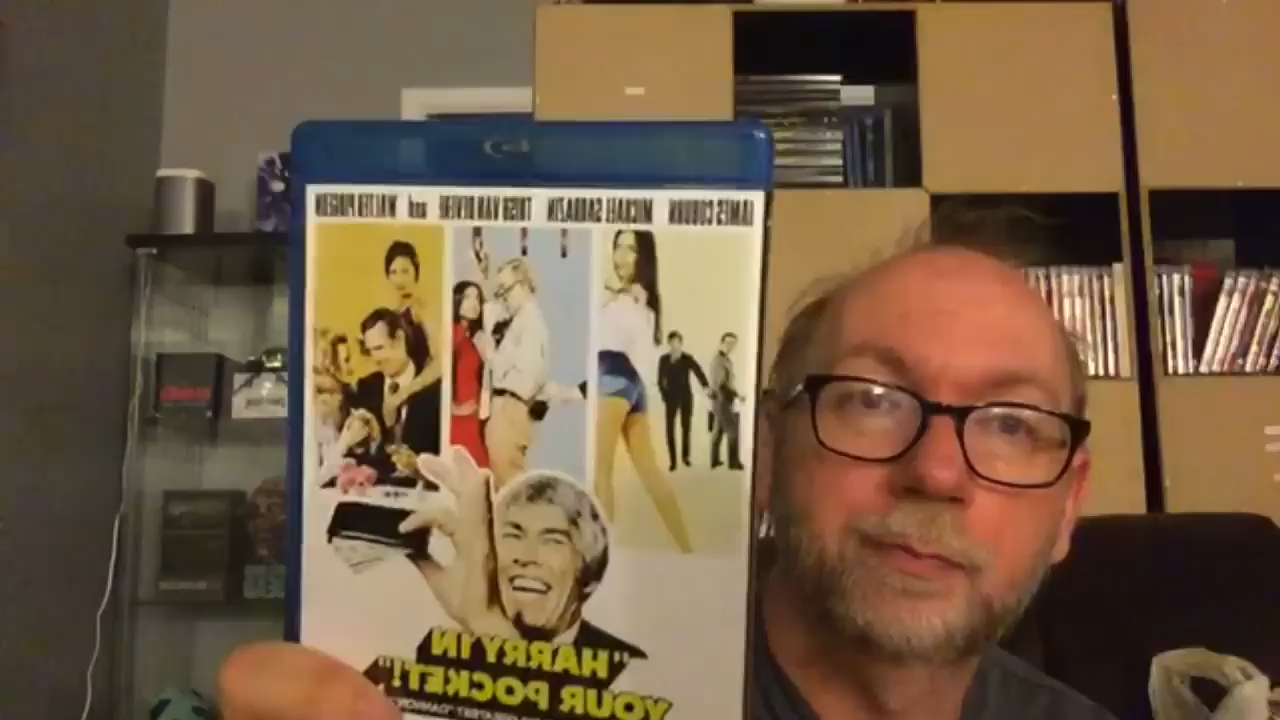 JAMES COBURN MICHAEL SARRAZIN TRISH VAN DEVERE and WALTER PIDGEON
"HARRY IN
YOUR POCKET!"